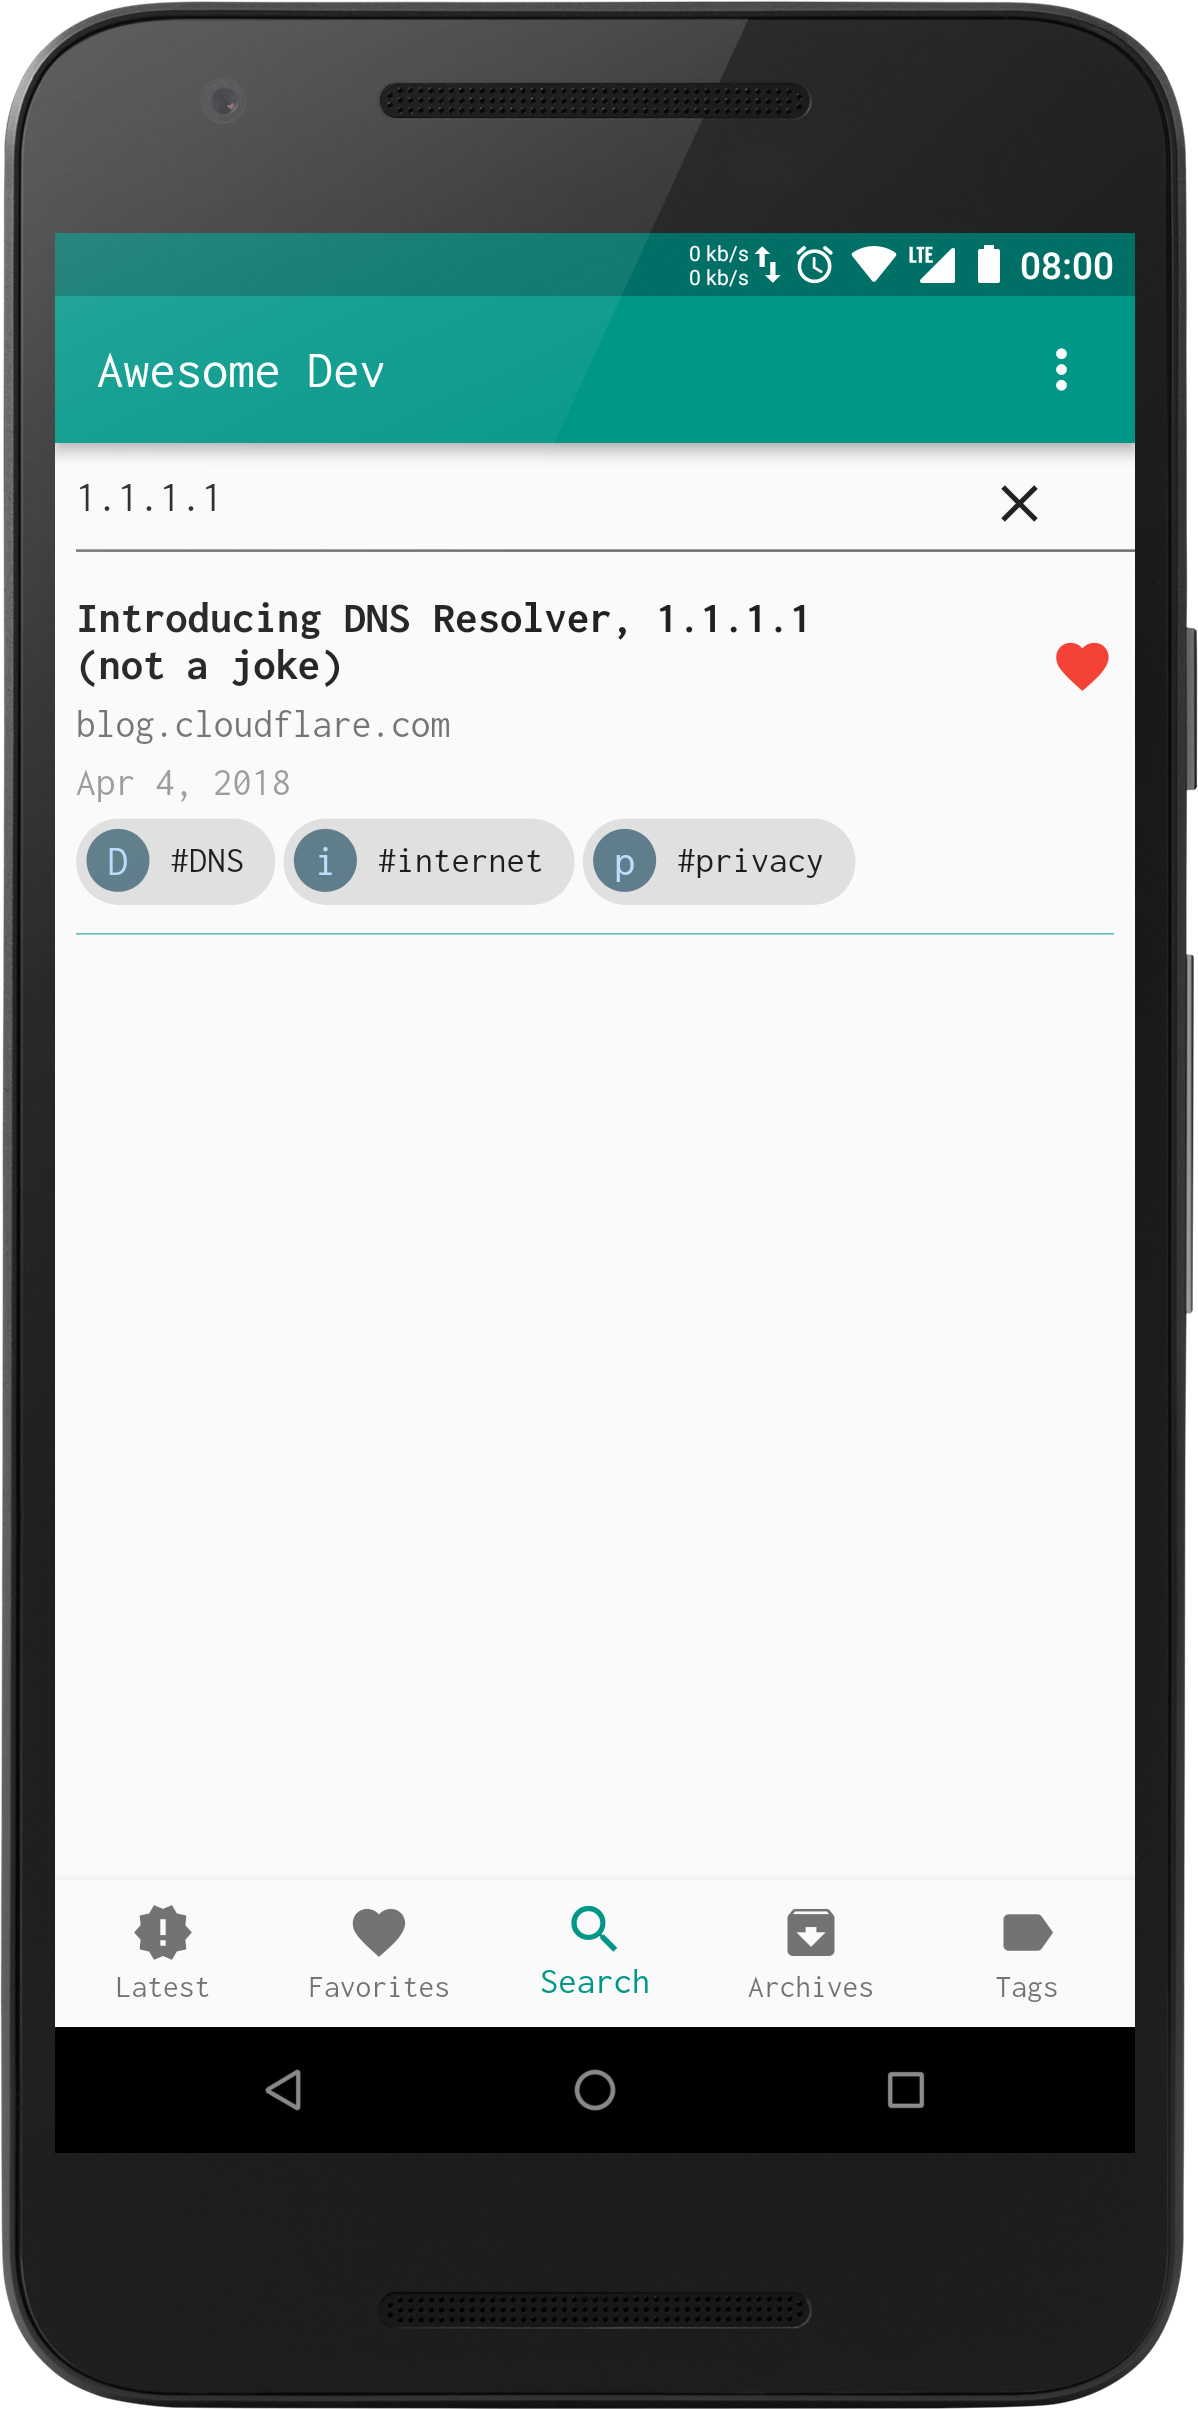 0 kb/s
0 kb/s
LTE
08:00
Awesome Dev
1.1.1.1
Introducing DNS Resolver, 1.1.1.1
(not a joke)
blog.cloudflare.com
Apr 4, 2018
D #DNS i #internet p #privacy
Latest Favorites Search Archives Tags